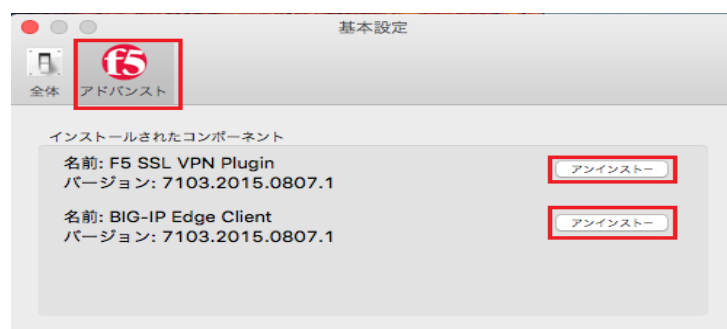 基本設定
f5
全体 アドバンスト
インストールされたコンポーネント
名前: F5 SSL VPN Plugin アンインストー
バージョン: 7103.2015.0807.1
名前: BIG-IP Edge Client アンインストー
バージョン: 7103.2015.0807.1